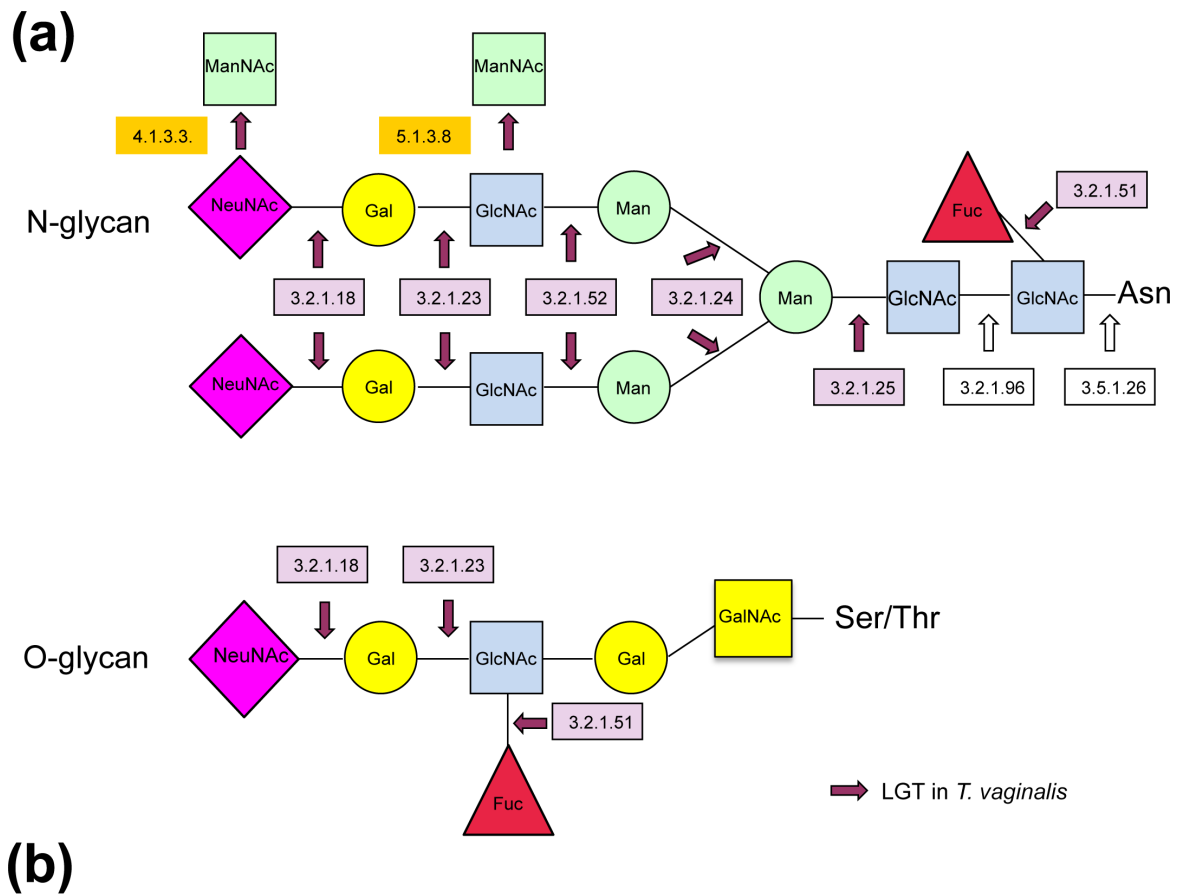 (a)
ManNAc
ManNAc
4.1.3.3.
5.1.3.8
N-glycan
NeuNAc
Gal
GlcNAc
Man
Fuc
3.2.1.51
3.2.1.18
3.2.1.23
3.2.1.52
3.2.1.24
Man
GlcNAc
GlcNAc
Asn
NeuNAc
Gal
GlcNAc
Man
3.2.1.25
3.2.1.96
3.5.1.26
3.2.1.18
3.2.1.23
O-glycan
NeuNAc
Gal
GlcNAc
Gal
GalNAc
Ser/Thr
3.2.1.51
Fuc
LGT in T. vaginalis
(b)